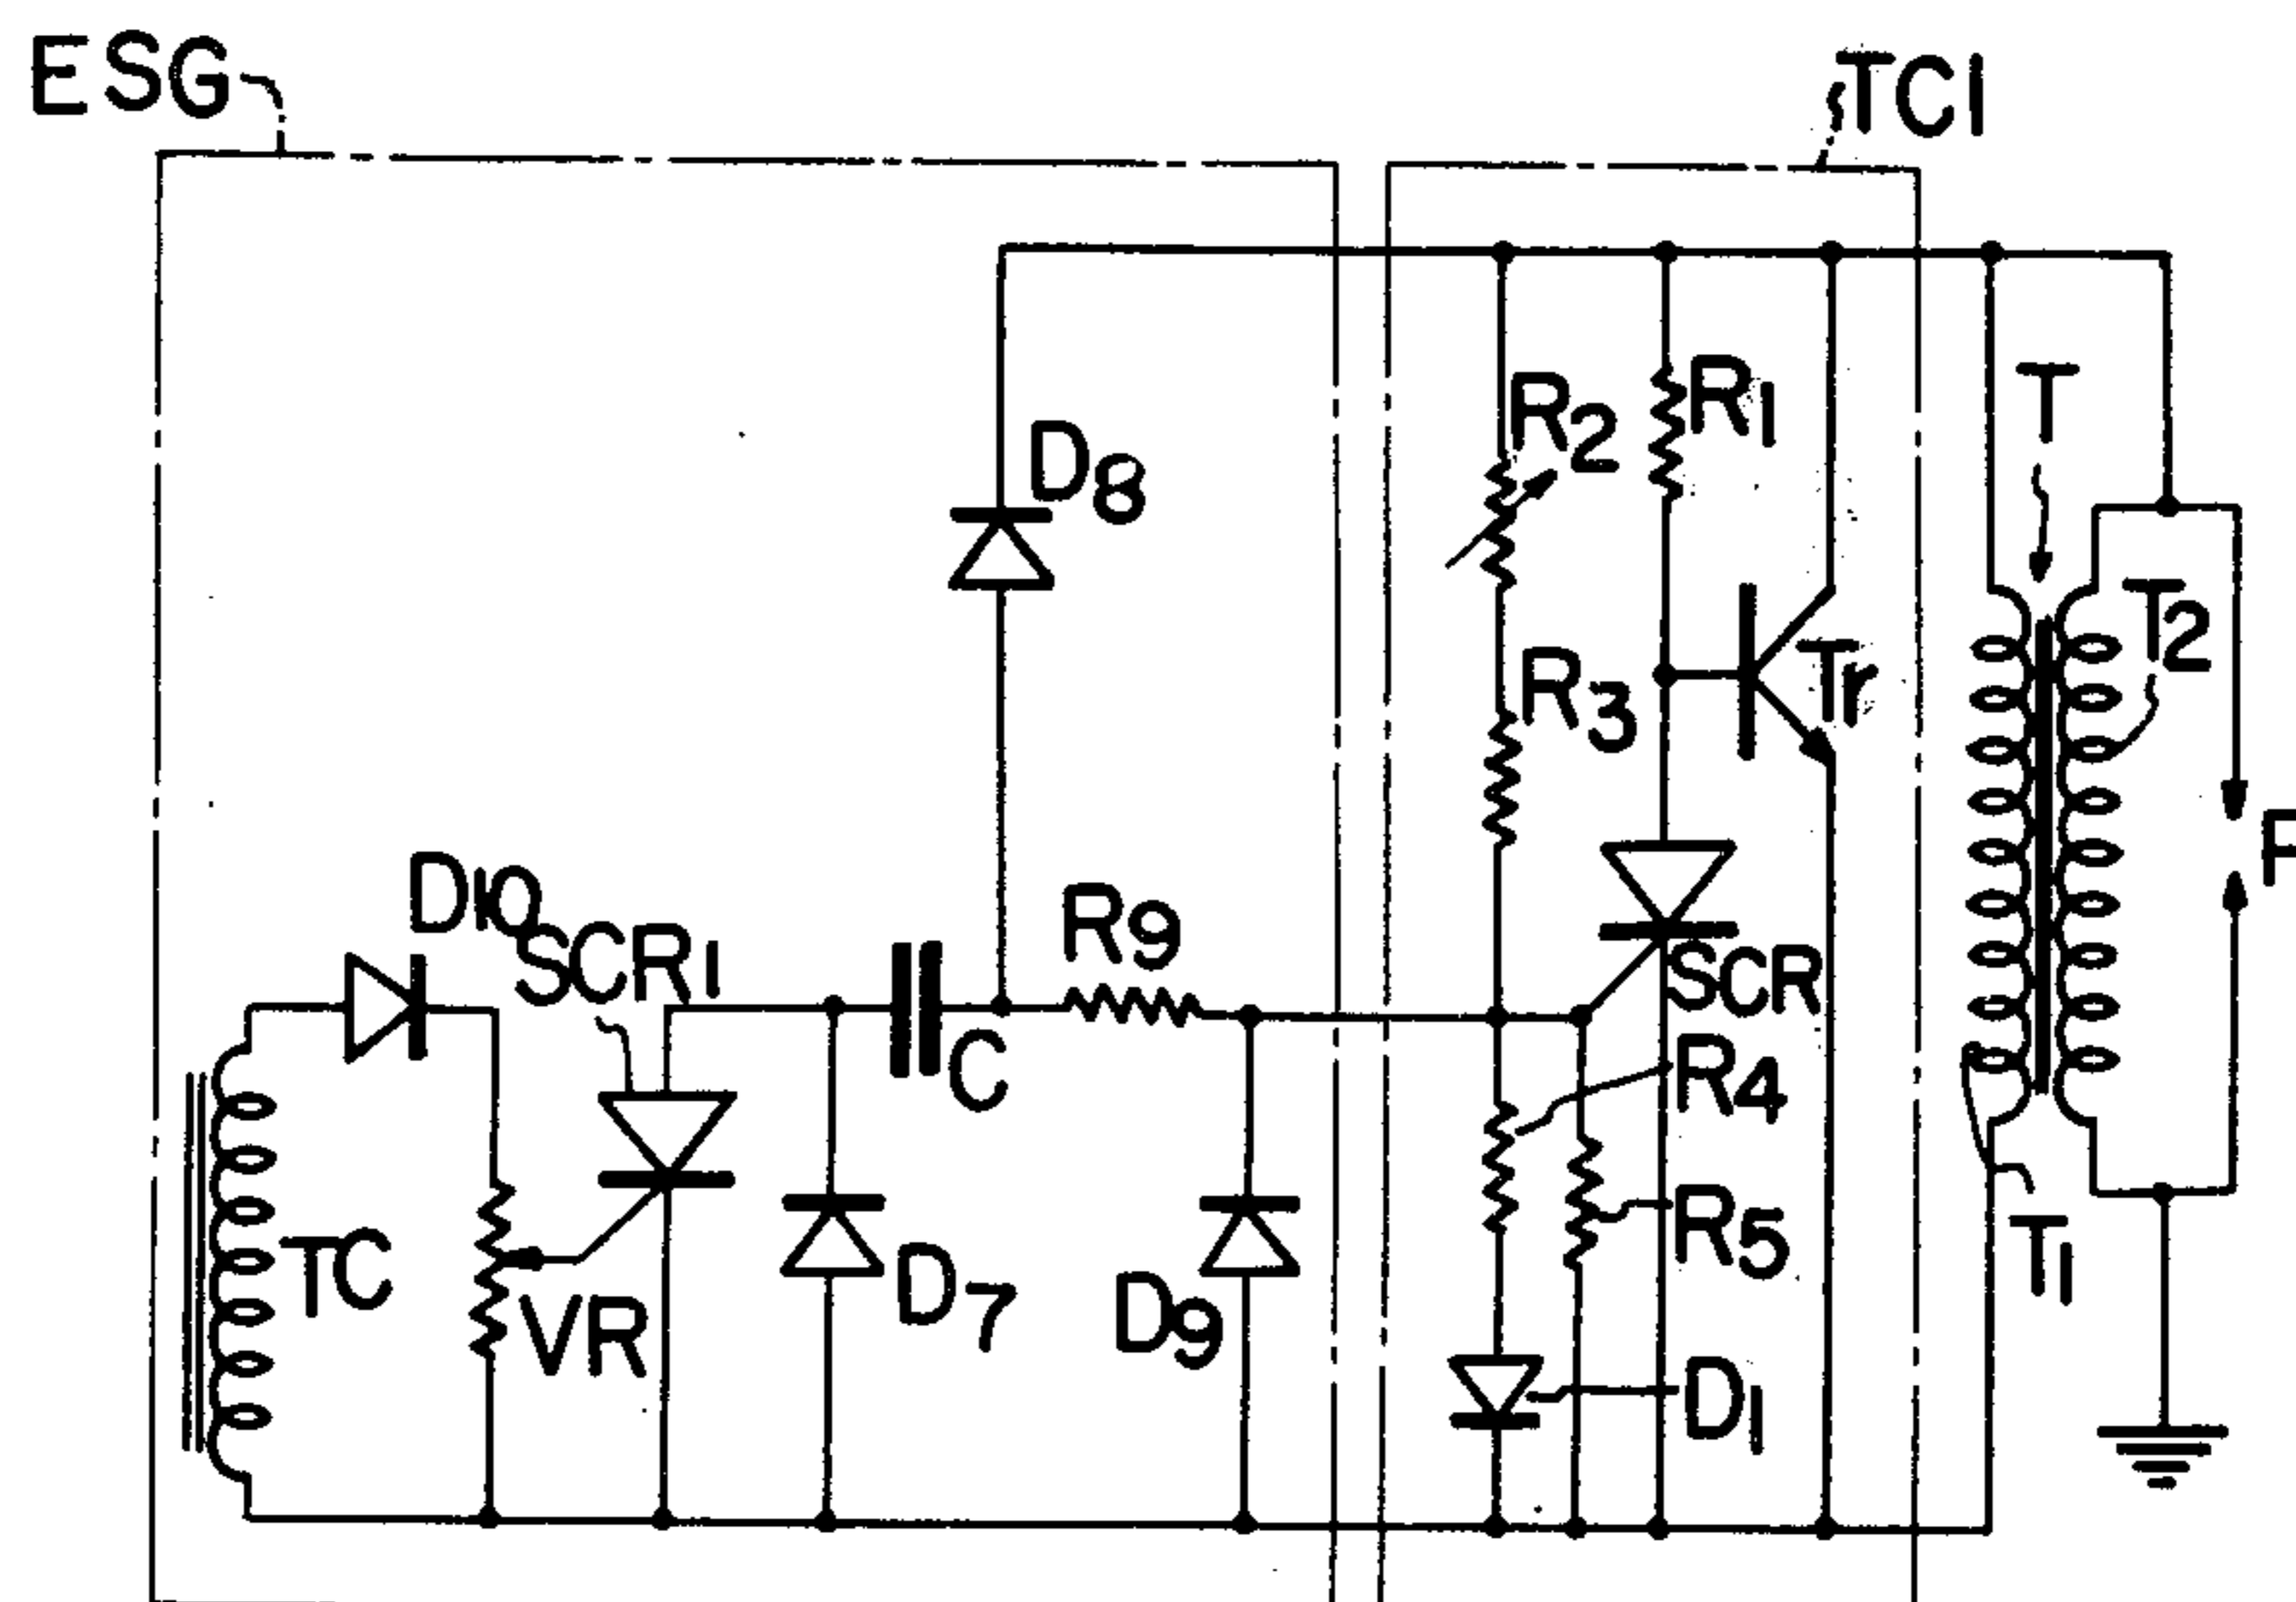 ESG
TCI
R2
R1
D8
T
T2
R3
Tr
D10
SCR1
R9
SCR
C
R4
R5
TC
VR
D7
D9
T1
D1